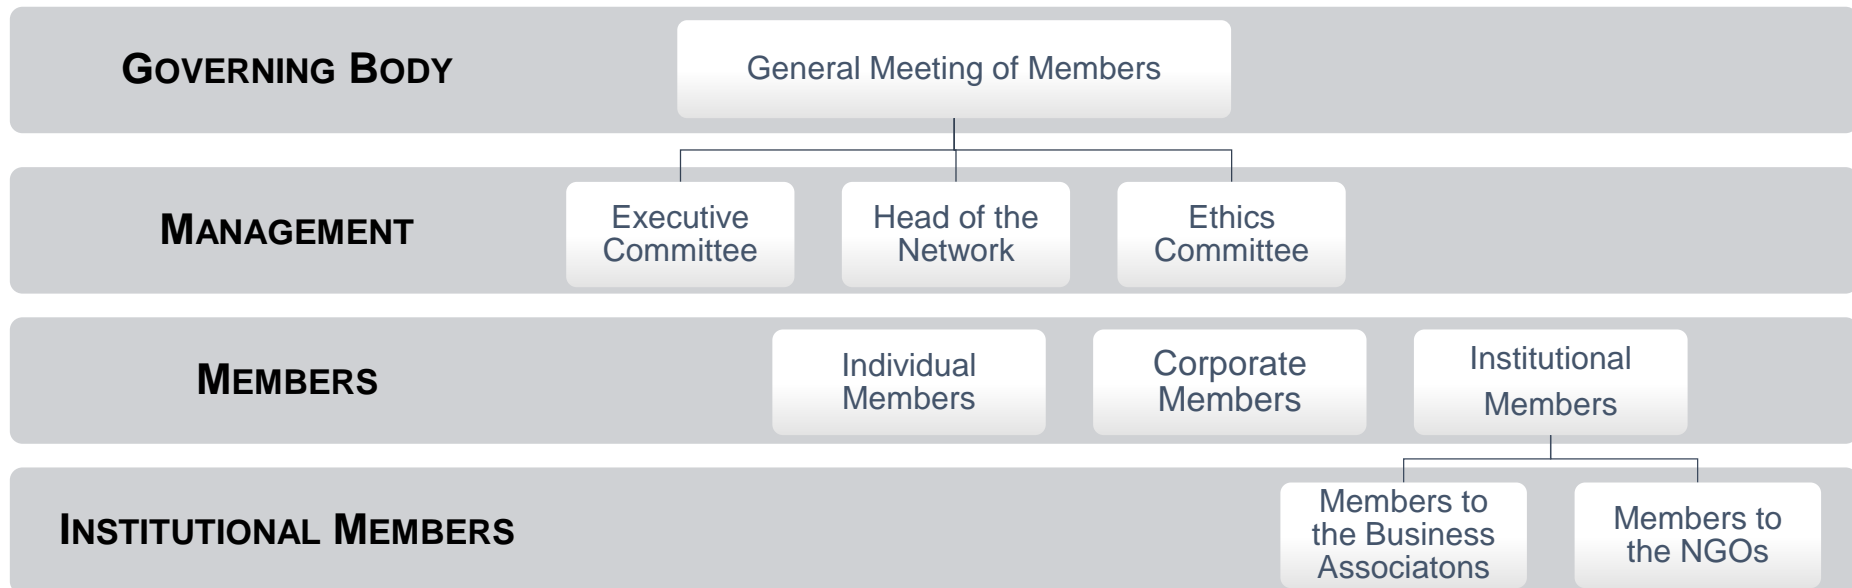 GOVERNING BODY
General Meeting of Members
MANAGEMENT
Executive
Committee
Head of the
Network
Ethics
Committee
MEMBERS
Individual
Members
Corporate
Members
Institutional
Members
INSTITUTIONAL MEMBERS
Members to
the Business
Associatons
Members to
the NGOs